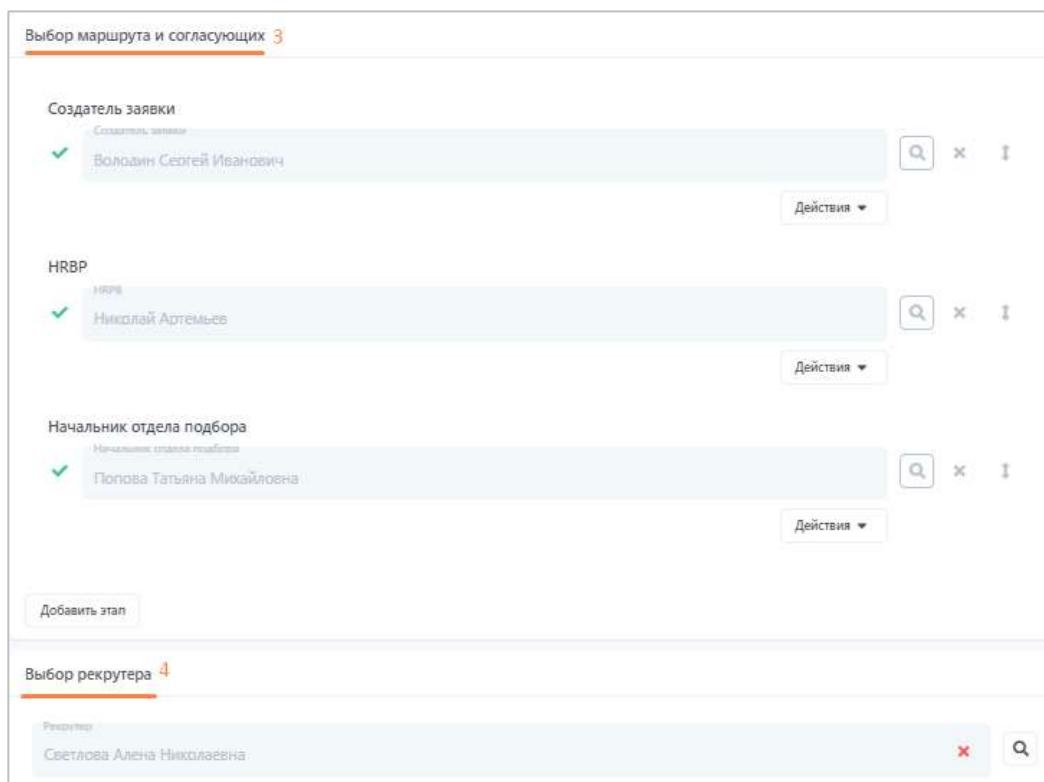 Выбор маршрута и согласующих 3
Создатель заявки
Создатель заявки
Володин Сергей Иванович
Действия
HRBP
HRPB
Николай Артемьев
Действия
Начальник отдела подбора
Начальник отдела подбора
Попова Татьяна Михайловна
Действия
Добавить этап
Выбор рекрутера 4
Рекрутер
Светлова Алена Николаевна